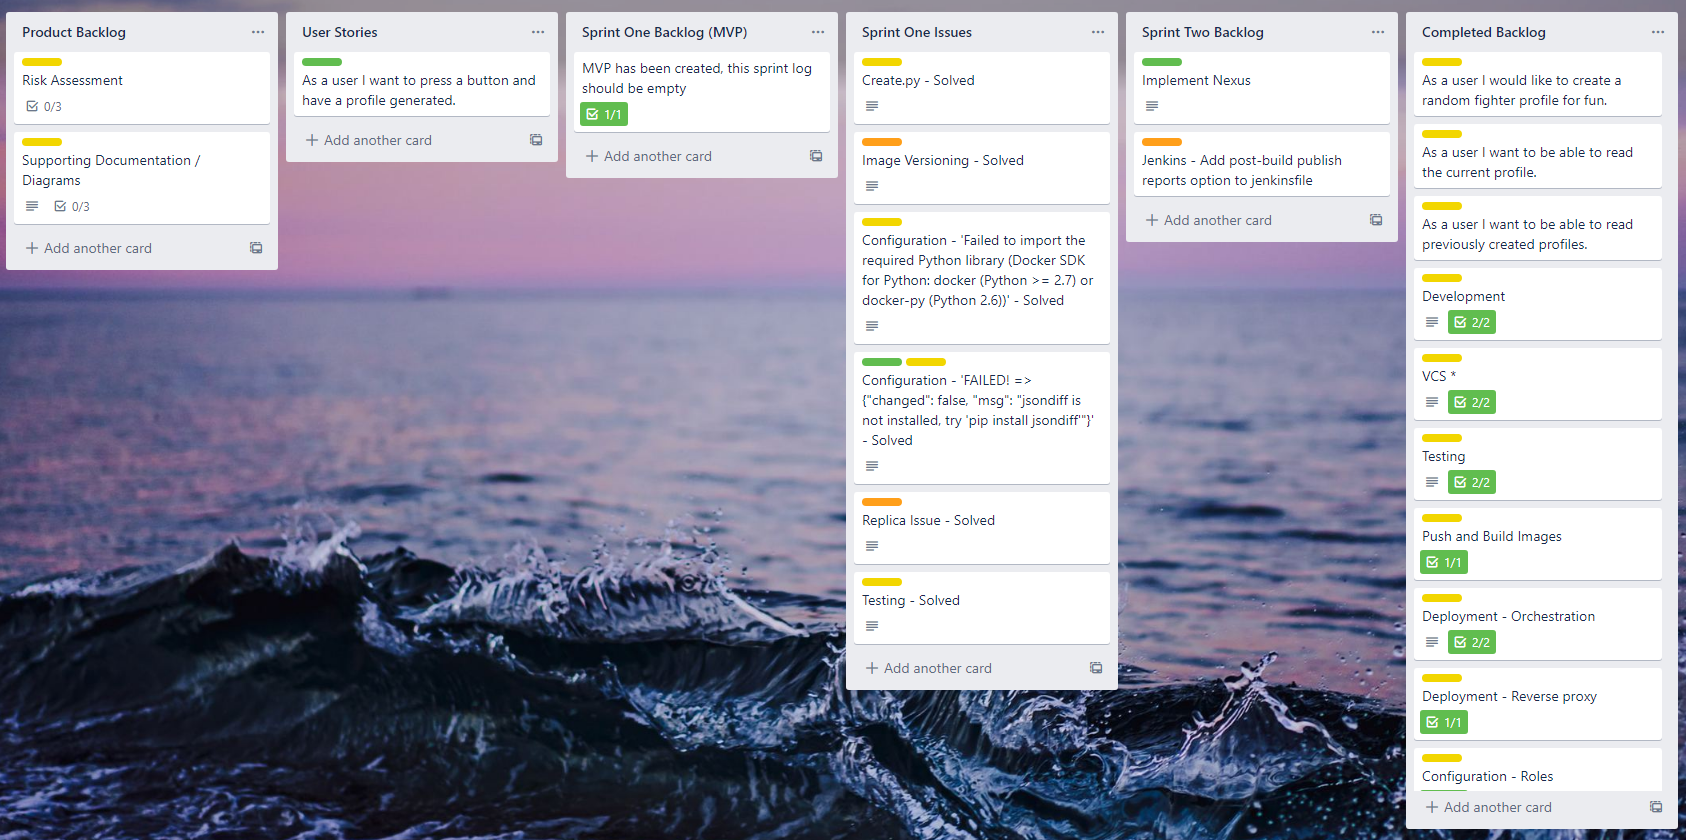 Product Backlog
Risk Assessment
0/3
Supporting Documentation /
Diagrams
0/3
Add another card
User Stories
As a user I want to press a button and
have a profile generated.
Add another card
Sprint One Backlog (MVP)
MVP has been created, this sprint log
should be empty
1/1
Add another card
Sprint One Issues
Create.py - Solved
Image Versioning - Solved
Configuration - 'Failed to import the
required Python library (Docker SDK
for Python: docker (Python >= 2.7) or
docker-py (Python 2.6))' - Solved
Configuration - 'FAILED! =>
{"changed": false, "msg": "jsondiff is
not installed, try 'pip install jsondiff'"}'
- Solved
Replica Issue - Solved
Testing - Solved
Add another card
Sprint Two Backlog
Implement Nexus
Jenkins - Add post-build publish
reports option to jenkinsfile
Add another card
Completed Backlog
As a user I would like to create a
random fighter profile for fun.
As a user I want to be able to read
the current profile.
As a user I want to be able to read
previously created profiles.
Development
2/2
VCS *
2/2
Testing
2/2
Push and Build Images
1/1
Deployment - Orchestration
2/2
Deployment - Reverse proxy
1/1
Configuration - Roles
Add another card